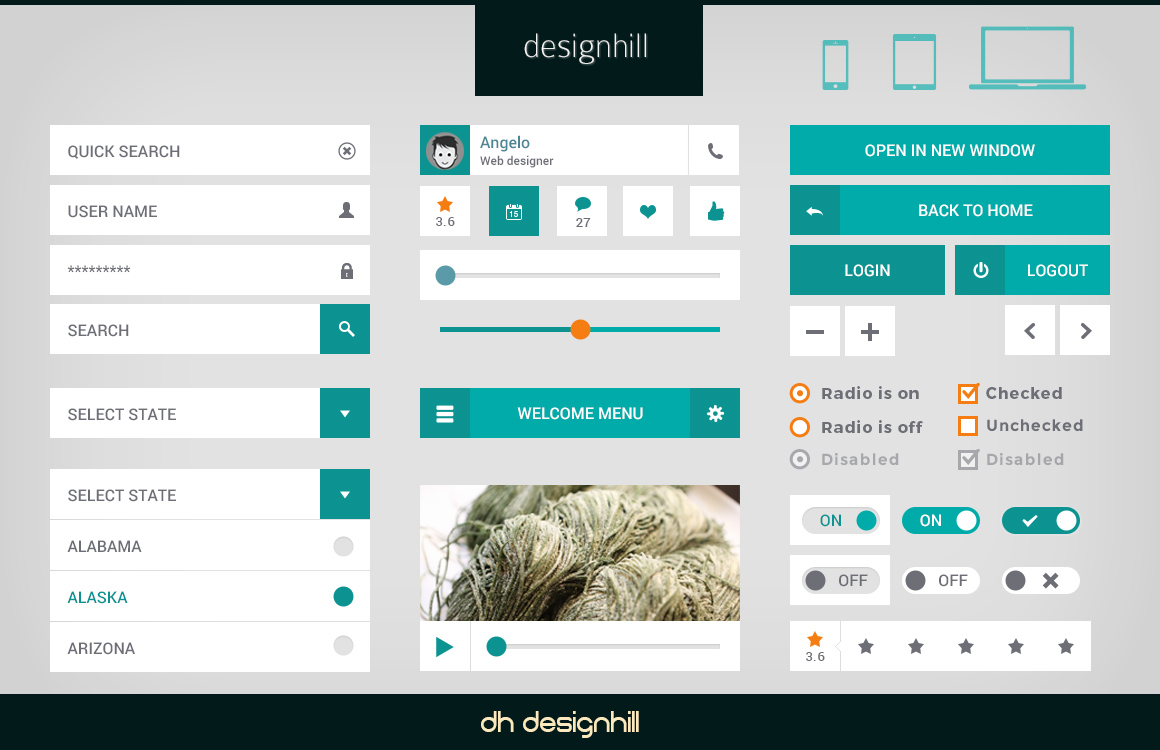 designhill
QUICK SEARCH
USER NAME
*********
SEARCH
SELECT STATE
SELECT STATE
ALABAMA
ALASKA
ARIZONA
Angelo
Web designer
3.6
15
27
WELCOME MENU
OPEN IN NEW WINDOW
BACK TO HOME
LOGIN
LOGOUT
Radio is on
Checked
Radio is off
Unchecked
Disabled
Disabled
ON
ON
OFF
OFF
3.6
dh designhill